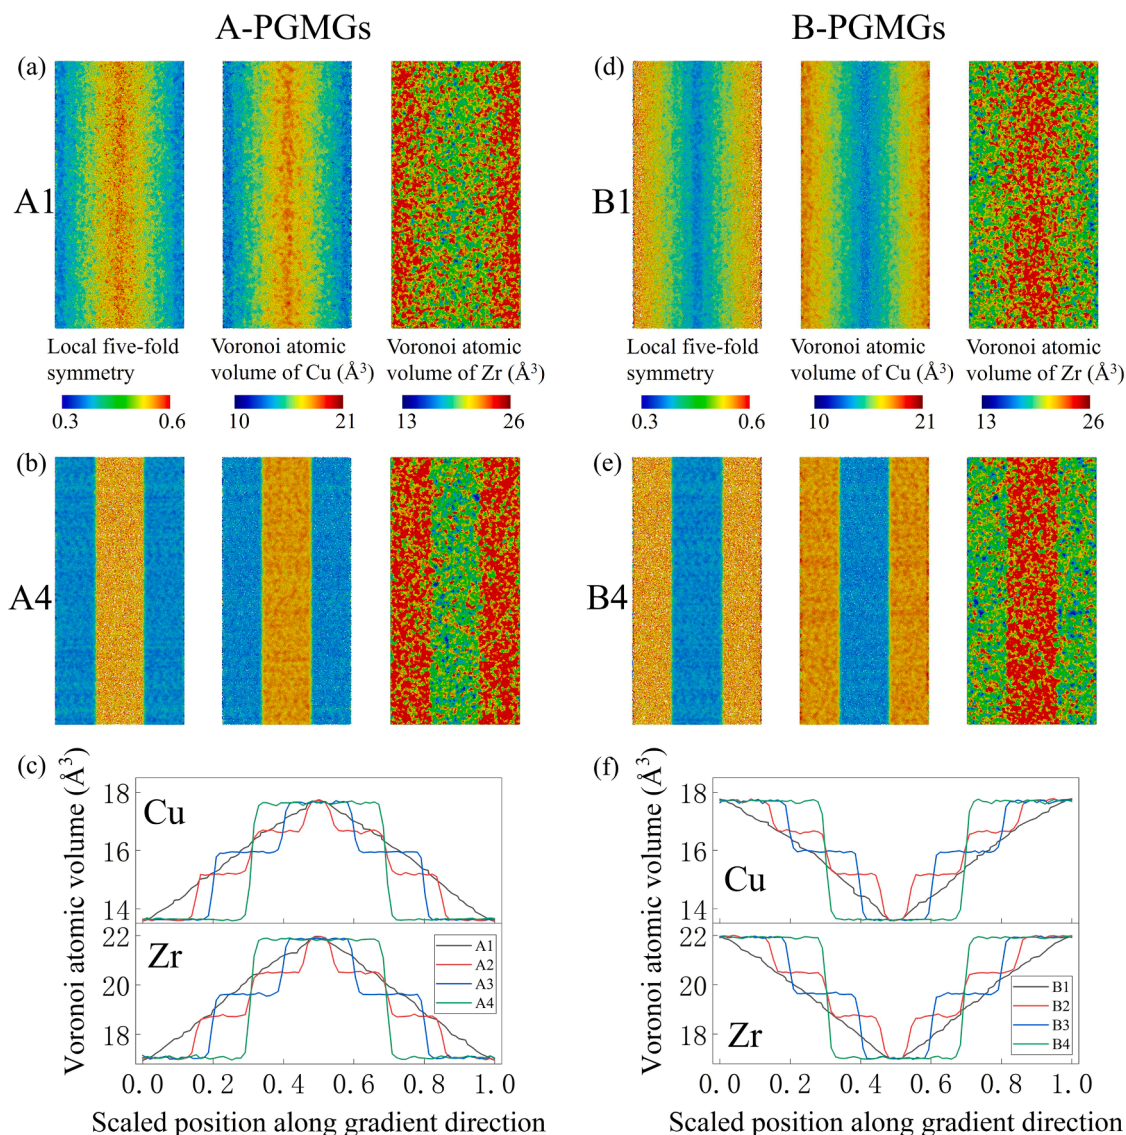 A-PGMGs
B-PGMGs
(a)
(d)
A1
B1
Local five-fold
symmetry
Voronoi atomic
volume of Cu (Å³)
Voronoi atomic
volume of Zr (Å³)
Local five-fold
symmetry
Voronoi atomic
volume of Cu (Å³)
Voronoi atomic
volume of Zr (Å³)
0.3 0.6
10 21
13 26
0.3 0.6
10 21
13 26
(b)
(e)
A4
B4
(c)
Voronoi atomic volume (Å³)
18
16
14
Cu
22
20
18
Zr
A1
A2
A3
A4
0.0 0.2 0.4 0.6 0.8 1.0
Scaled position along gradient direction
(f)
Voronoi atomic volume (Å³)
18
16
14
Cu
22
20
18
Zr
B1
B2
B3
B4
0.0 0.2 0.4 0.6 0.8 1.0
Scaled position along gradient direction